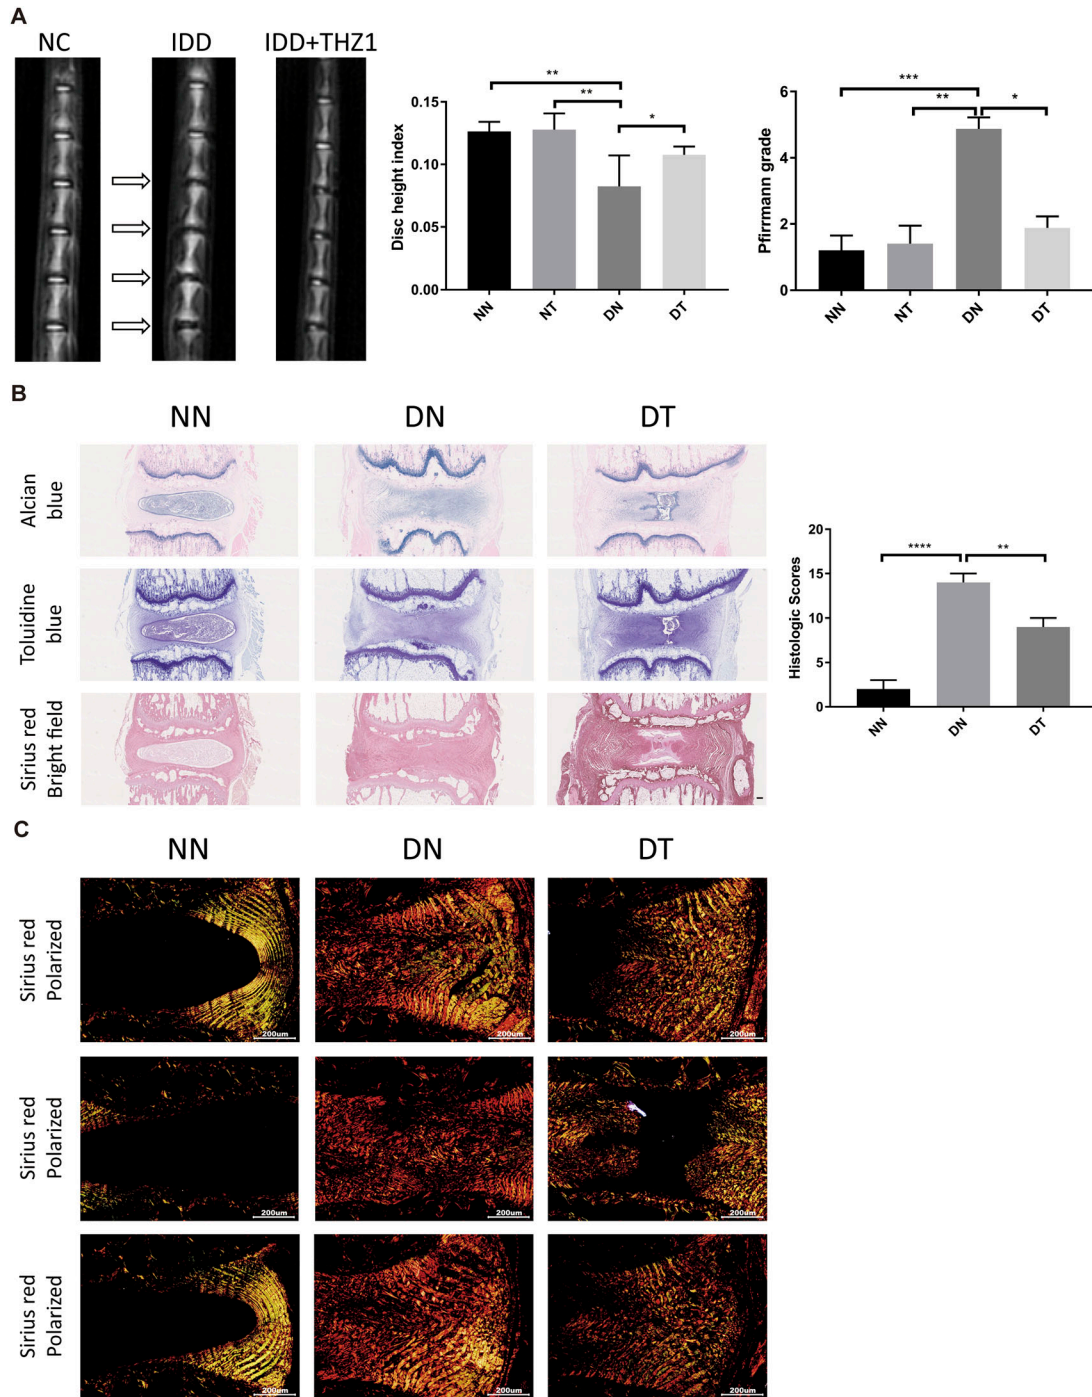 A
NC
IDD
IDD+THZ1
**
**
*
Disc height index
0.15
0.10
0.05
0.00
NN
NT
DN
DT
***
**
*
Pfirrmann grade
6
4
2
0
NN
NT
DN
DT
B
NN
DN
DT
Alcian
blue
Toluidine
blue
Sirius red
Bright field
****
**
Histologic Scores
20
15
10
5
0
NN
DN
DT
C
NN
DN
DT
Sirius red
Polarized
200um
200um
200um
Sirius red
Polarized
200um
200um
200um
Sirius red
Polarized
200um
200um
200um